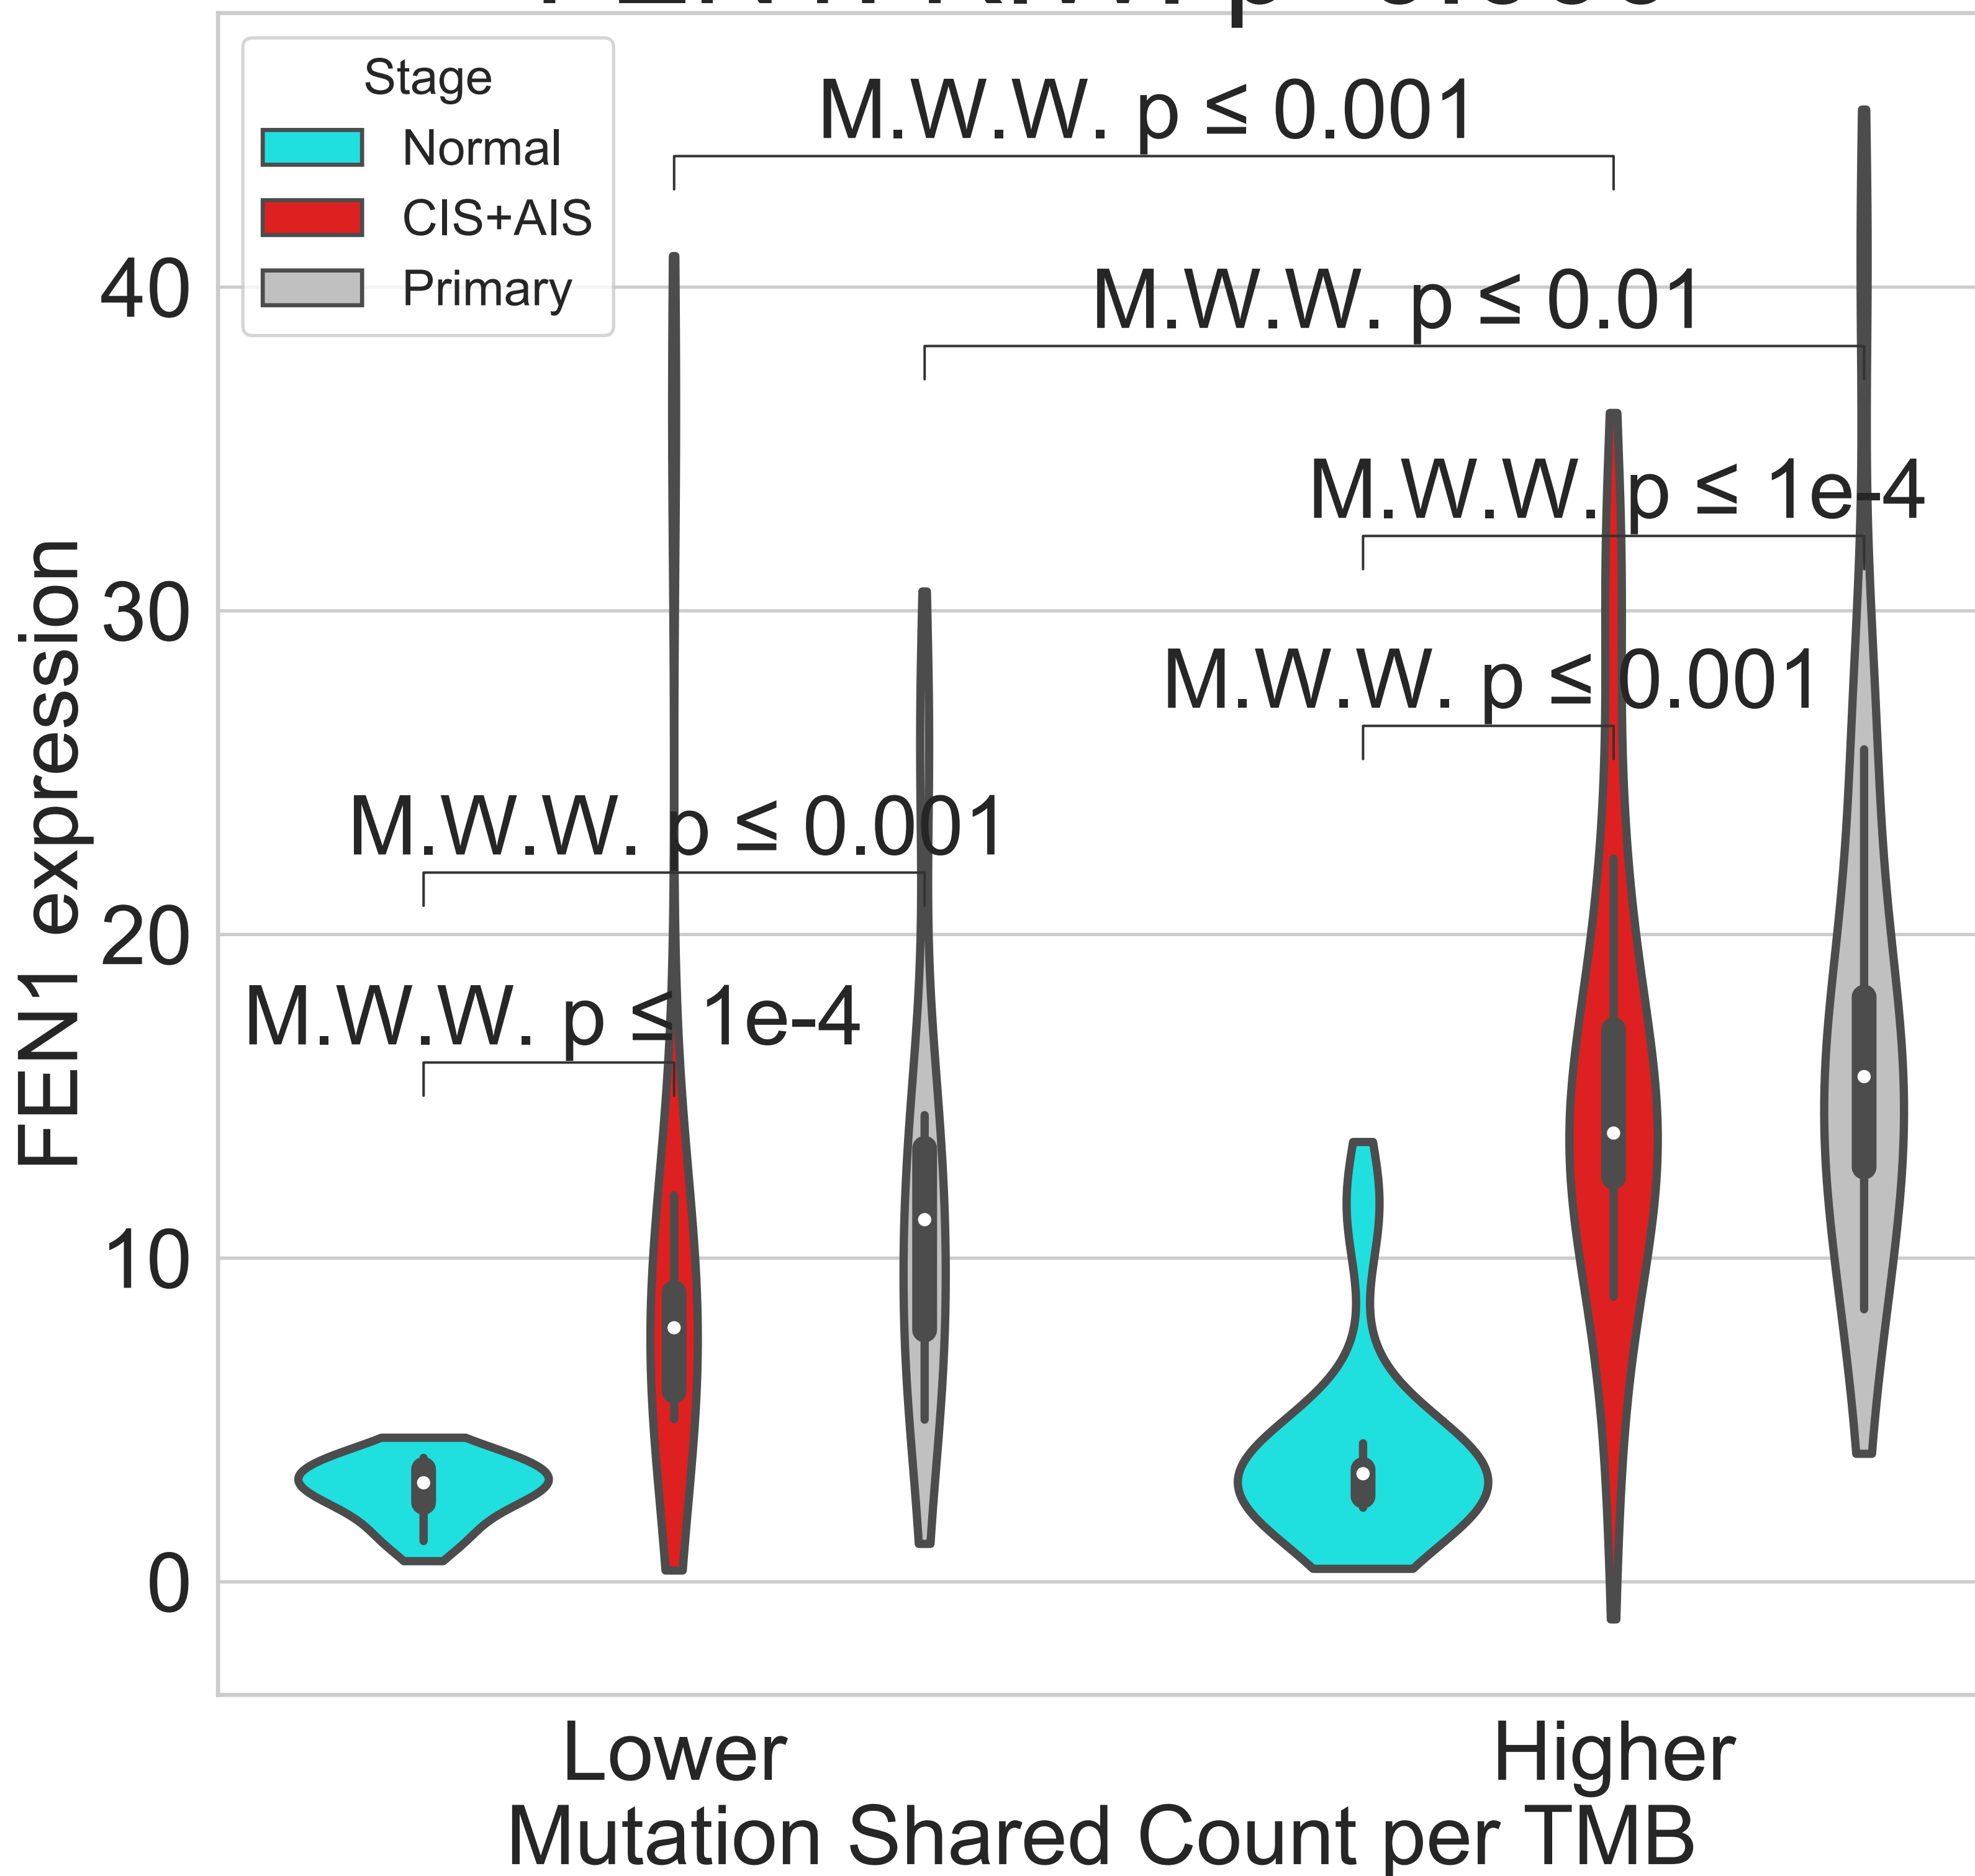 Stage
Normal
CIS+AIS
Primary
M.W.W. p ≤ 0.001
M.W.W. p ≤ 0.01
M.W.W. p ≤ 1e-4
M.W.W. p ≤ 0.001
M.W.W. p ≤ 0.001
M.W.W. p ≤ 1e-4
FEN1 expression
40
30
20
10
0
Lower
Higher
Mutation Shared Count per TMB